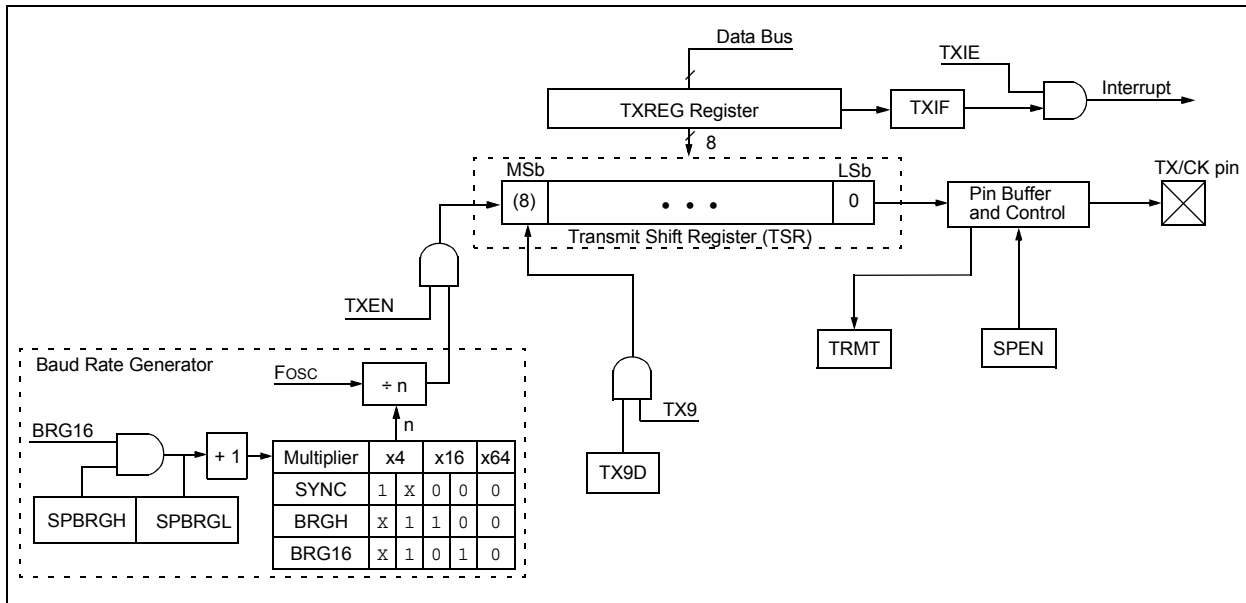 Data Bus
TXIE
Interrupt
TXREG Register
TXIF
8
MSb
LSb
(8)
• • •
0
Transmit Shift Register (TSR)
Pin Buffer
and Control
TX/CK pin
TXEN
TRMT
SPEN
Baud Rate Generator
FOSC
÷ n
n
TX9
TX9D
BRG16
+ 1
SPBRGH
SPBRGL
Multiplier x4 x16 x64
SYNC 1 X 0 0 0
BRGH X 1 1 0 0
BRG16 X 1 0 1 0